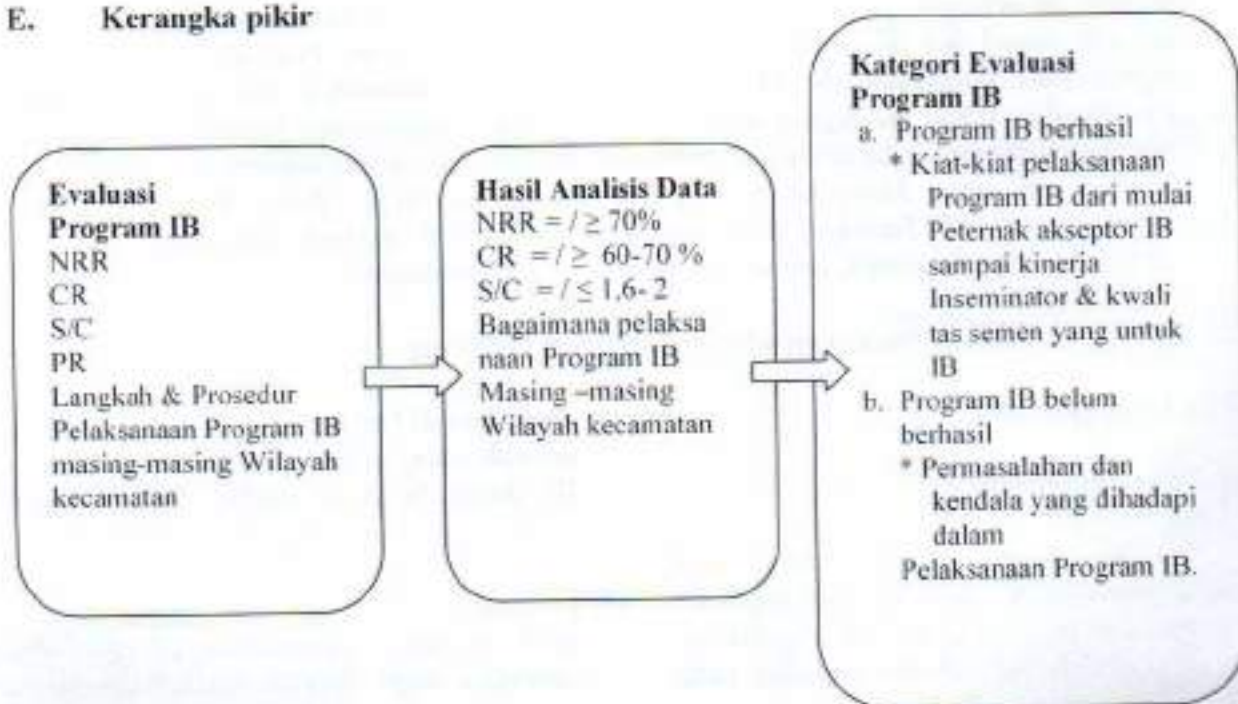 E. Kerangka pikir
Evaluasi
Program IB
NRR
CR
S/C
PR
Langkah & Prosedur
Pelaksanaan Program IB
masing-masing Wilayah
kecamatan
Hasil Analisis Data
NRR = / ≥ 70%
CR = / ≥ 60-70 %
S/C = / ≤ 1,6- 2
Bagaimana pelaksa
naan Program IB
Masing –masing
Wilayah kecamatan
Kategori Evaluasi
Program IB
a. Program IB berhasil
* Kiat-kiat pelaksanaan
Program IB dari mulai
Peternak akseptor IB
sampai kinerja
Inseminator & kwali
tas semen yang untuk
IB
b. Program IB belum
berhasil
* Permasalahan dan
kendala yang dihadapi
dalam
Pelaksanaan Program IB.